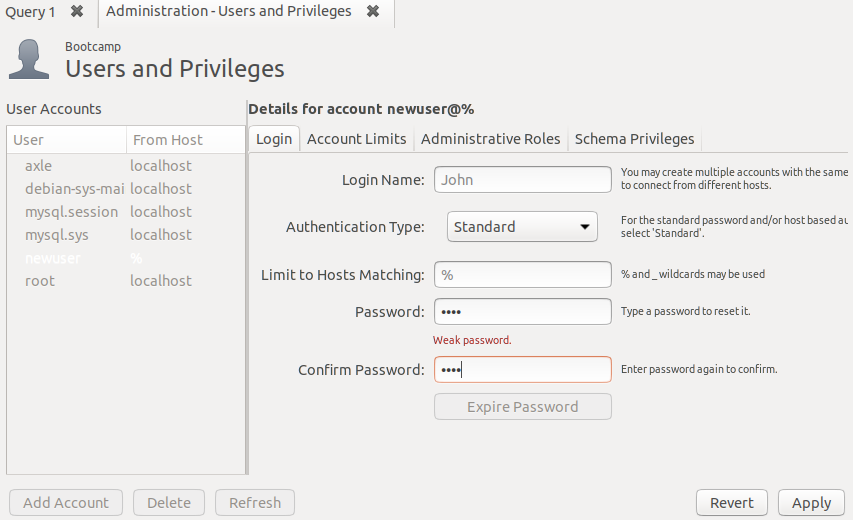 Query 1 ✖ Administration - Users and Privileges ✖
Bootcamp
Users and Privileges
User Accounts
User From Host
axle localhost
debian-sys-mai localhost
mysql.session localhost
mysql.sys localhost
newuser %
root localhost
Details for account newuser@%
Login Account Limits Administrative Roles Schema Privileges
Login Name: John You may create multiple accounts with the same
to connect from different hosts.
Authentication Type: Standard For the standard password and/or host based au
select 'Standard'.
Limit to Hosts Matching: % % and _ wildcards may be used
Password: •••• Type a password to reset it.
Weak password.
Confirm Password: •••• Enter password again to confirm.
Expire Password
Add Account Delete Refresh Revert Apply